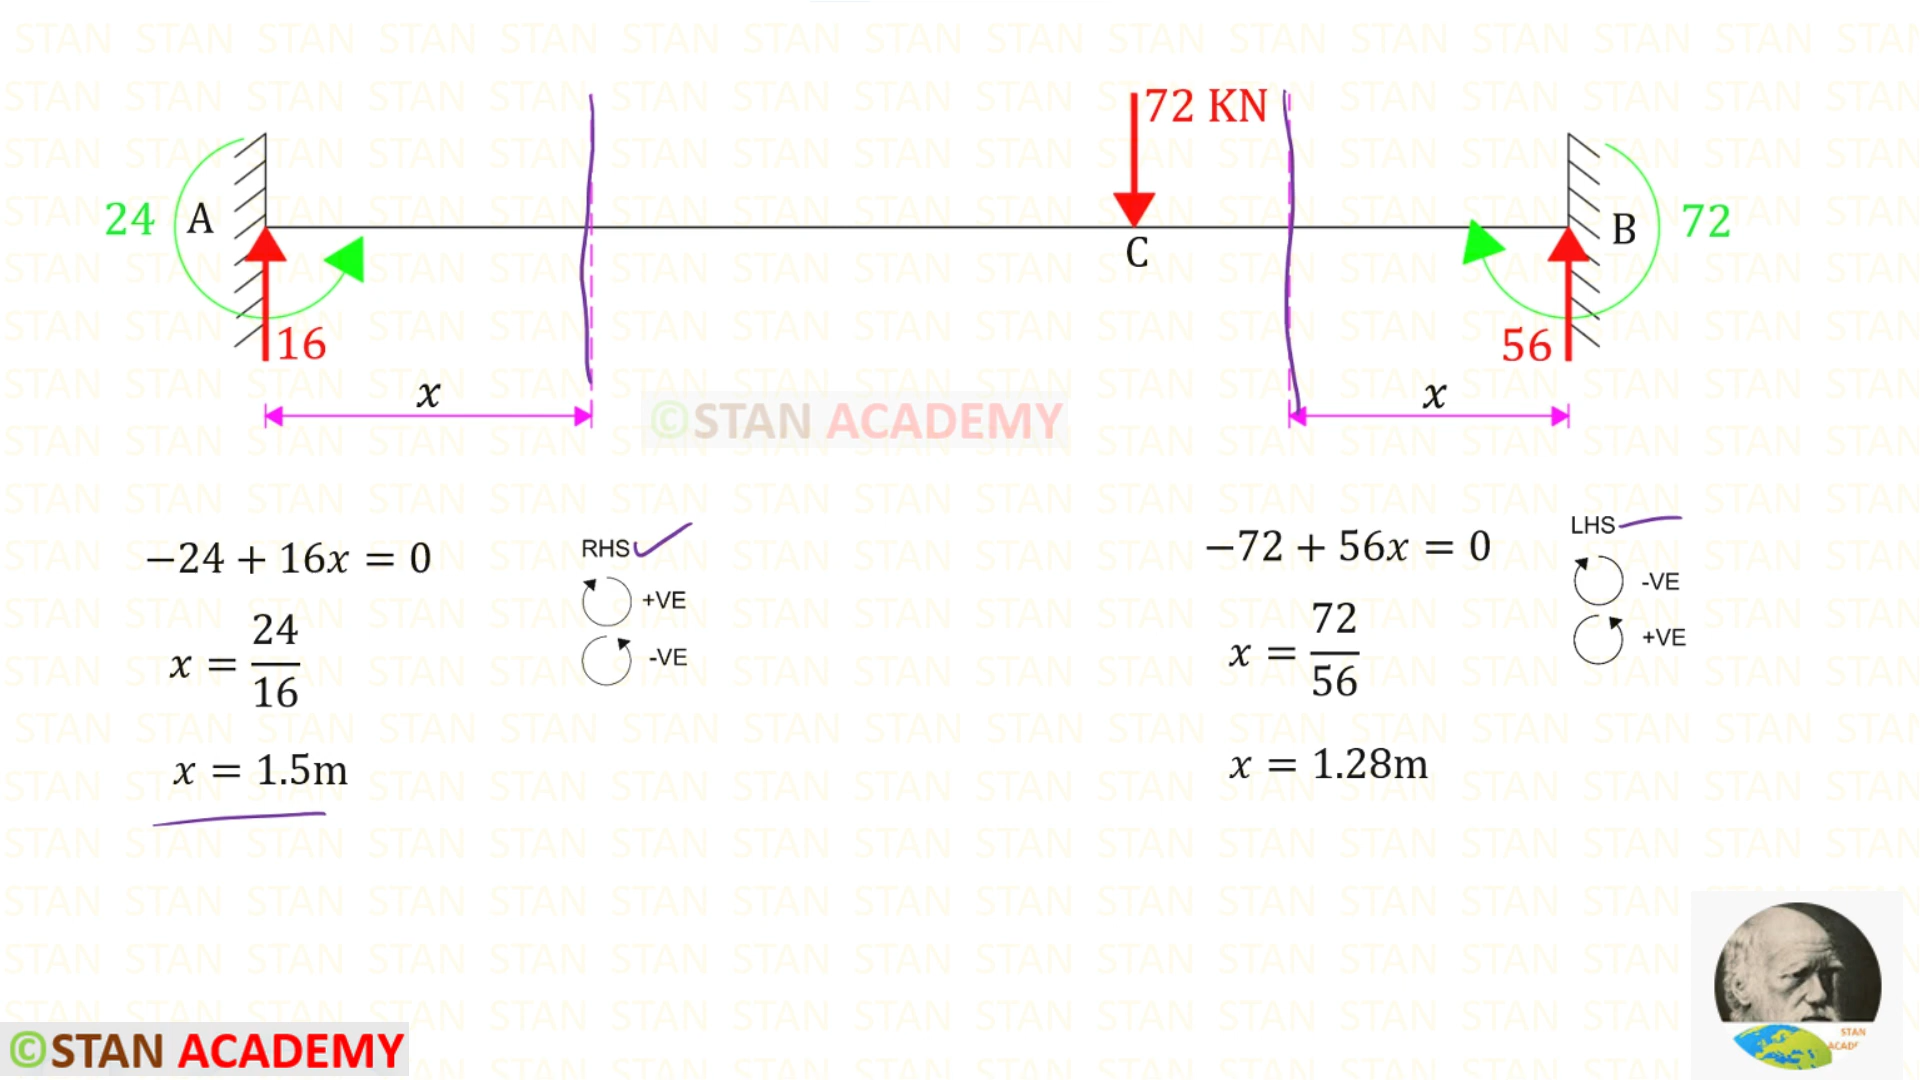 72 KN
24
A
B
72
C
16
56
x
x
©STAN ACADEMY
−24 + 16x = 0
RHS
+VE
-VE
x = 24/16
x = 1.5m
−72 + 56x = 0
LHS
-VE
+VE
x = 72/56
x = 1.28m
©STAN ACADEMY
STAN